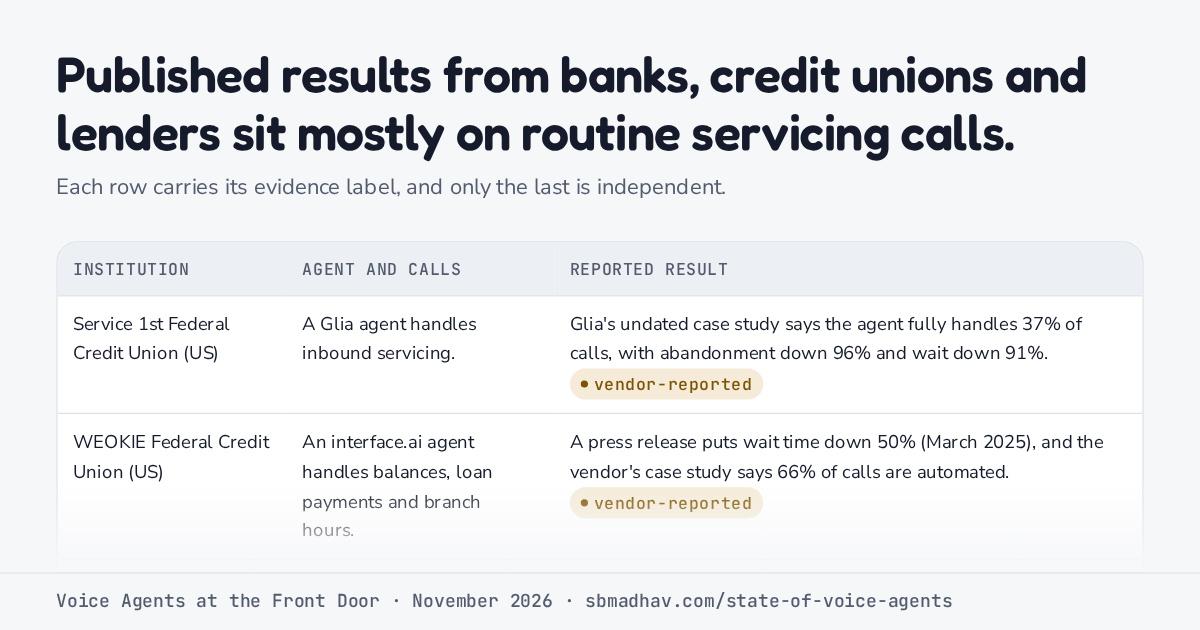 Published results from banks, credit unions and
lenders sit mostly on routine servicing calls.
Each row carries its evidence label, and only the last is independent.
INSTITUTION
AGENT AND CALLS
REPORTED RESULT
Service 1st Federal
Credit Union (US)
A Glia agent handles
inbound servicing.
Glia's undated case study says the agent fully handles 37% of
calls, with abandonment down 96% and wait down 91%.
vendor-reported
WEOKIE Federal Credit
Union (US)
An interface.ai agent
handles balances, loan
payments and branch
hours.
A press release puts wait time down 50% (March 2025), and the
vendor's case study says 66% of calls are automated.
vendor-reported
Voice Agents at the Front Door · November 2026 · sbmadhav.com/state-of-voice-agents